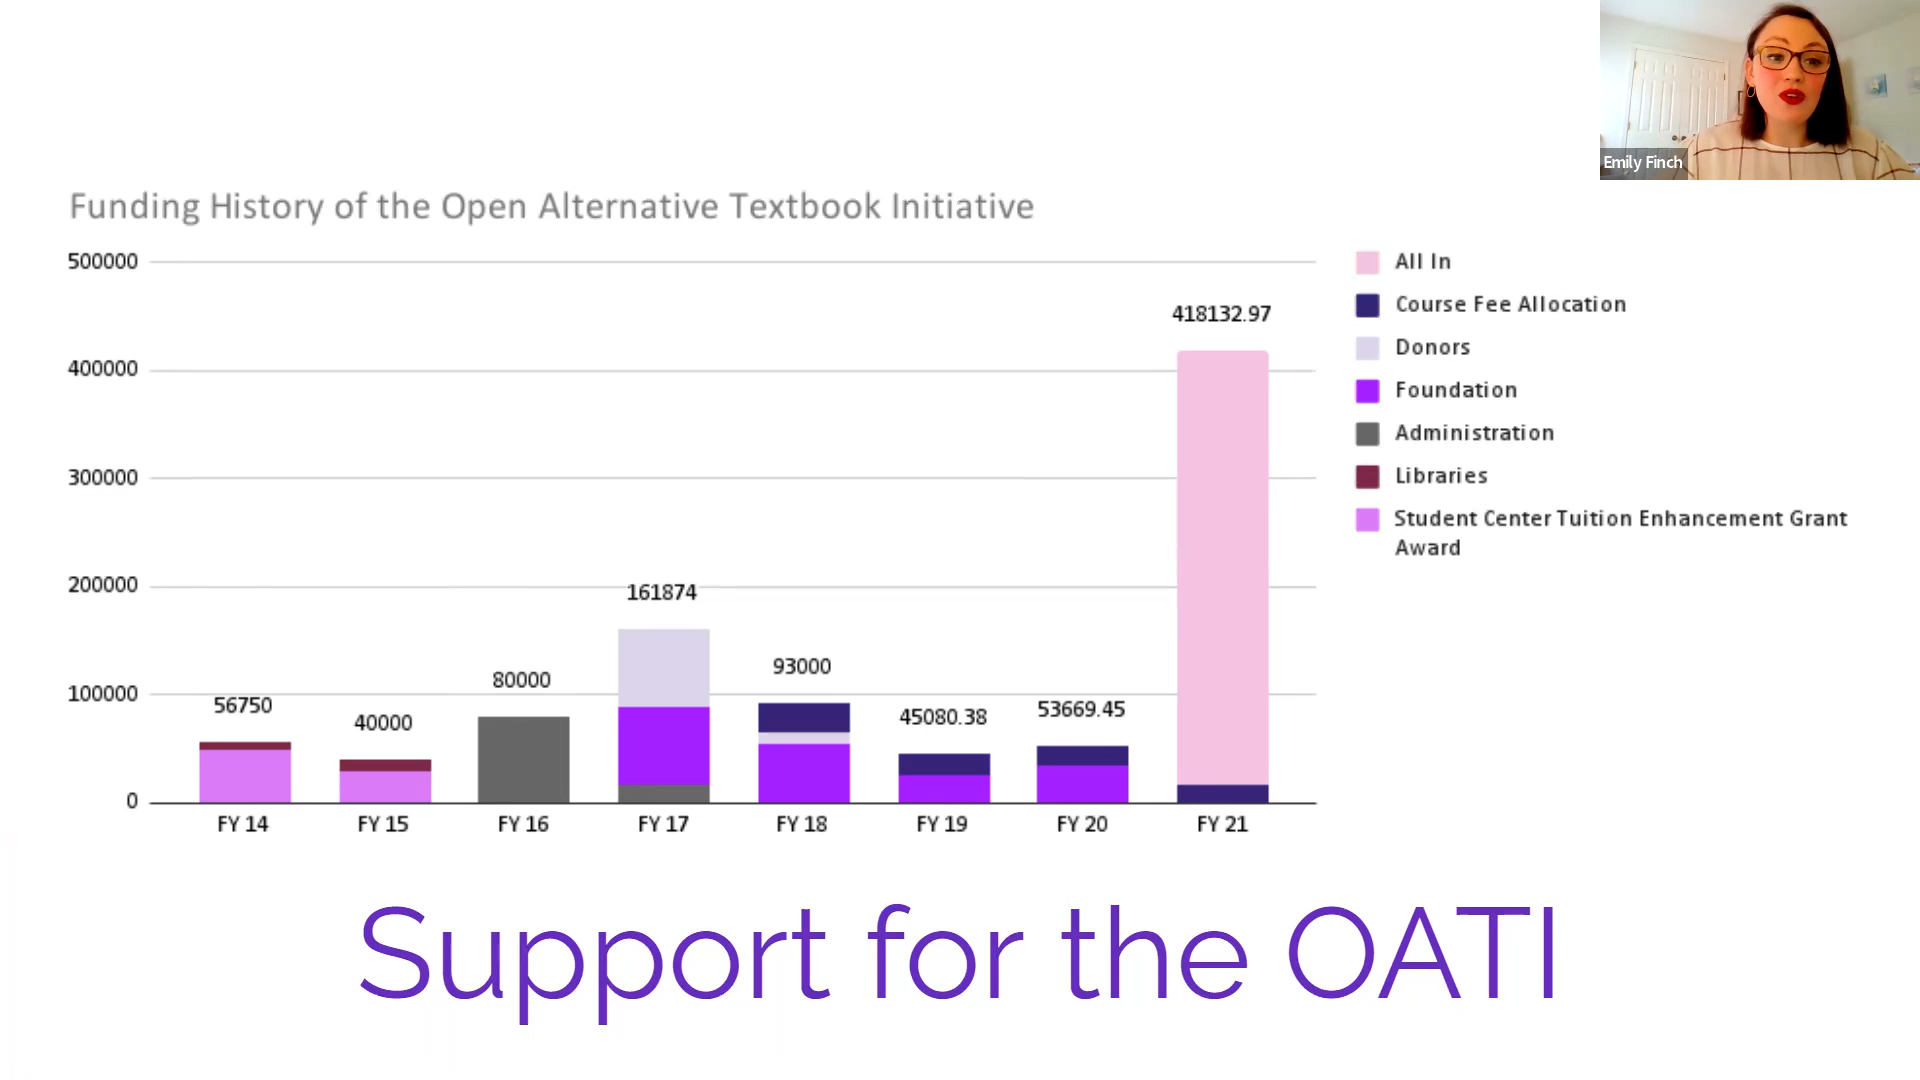 Emily Finch
Funding History of the Open Alternative Textbook Initiative
500000
400000
300000
200000
100000
0
56750
40000
80000
161874
93000
45080.38
53669.45
418132.97
FY 14
FY 15
FY 16
FY 17
FY 18
FY 19
FY 20
FY 21
All In
Course Fee Allocation
Donors
Foundation
Administration
Libraries
Student Center Tuition Enhancement Grant
Award
Support for the OATI